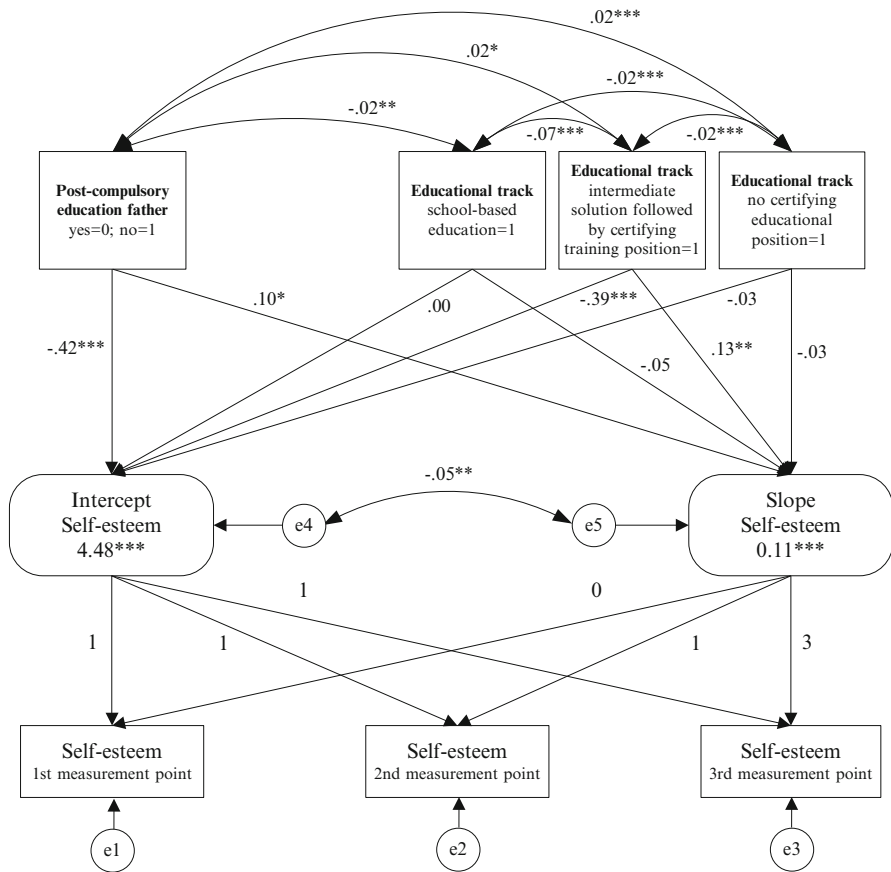 .02***
.02*
-.02***
-.02**
-.07***
-.02***
Post-compulsory
education father
yes=0; no=1
Educational track
school-based
education=1
Educational track
intermediate
solution followed
by certifying
training position=1
Educational track
no certifying
educational
position=1
.10*
.00
-.39***
-.03
-.42***
-.05
.13**
-.03
Intercept
Self-esteem
4.48***
-.05**
e4
e5
Slope
Self-esteem
0.11***
1
0
1
1
1
3
Self-esteem
1st measurement point
Self-esteem
2nd measurement point
Self-esteem
3rd measurement point
e1
e2
e3